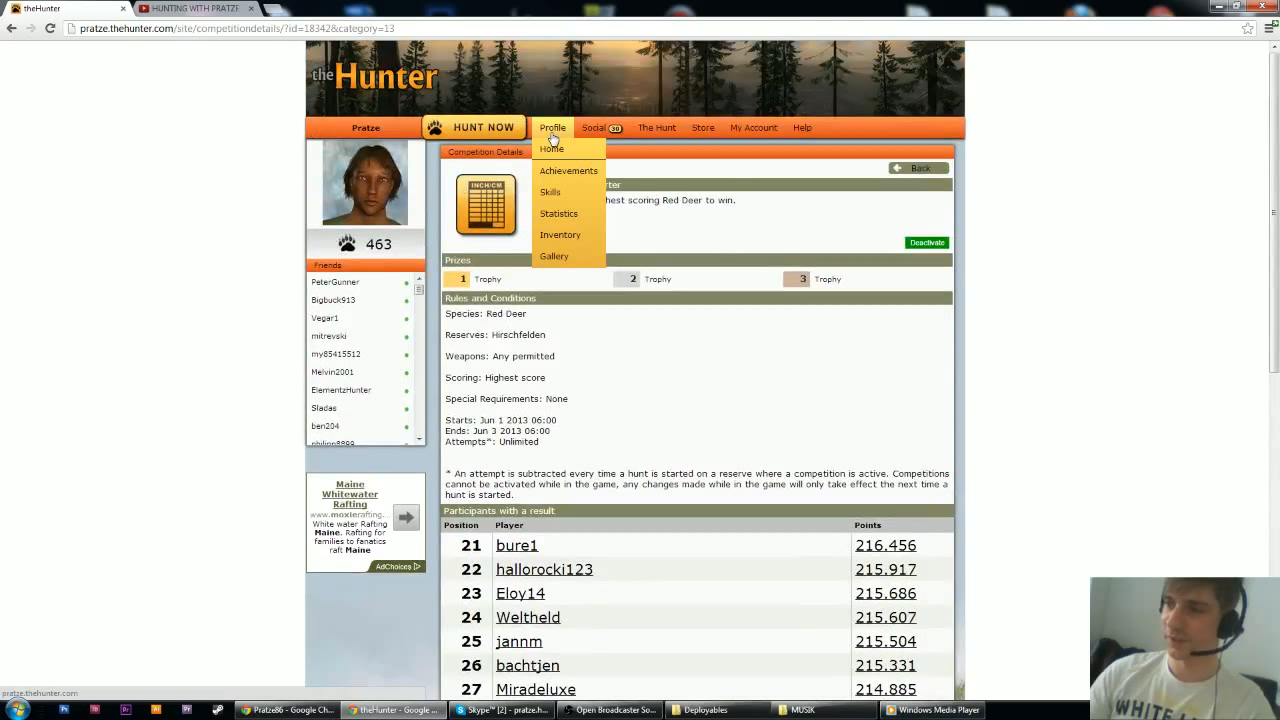 theHunter
HUNTING WITH PRATZE
pratze.thehunter.com/site/competitiondetails/?id=18342&category=13
theHunter
Pratze
HUNT NOW
Profile
Social 30
The Hunt
Store
My Account
Help
Home
Achievements
Skills
Statistics
Inventory
Gallery
463
Friends
PeterGunner
Bigbuck913
Vegar1
mitrevski
my85415512
Melvin2001
ElementzHunter
Sladas
ben204
philipp8899
Maine
Whitewater
Rafting
www.moxierafting....
White water Rafting
Maine. Rafting for
families to fanatics
raft Maine
AdChoices
Competition Details
Back
INCH/CM
hest scoring Red Deer to win.
Deactivate
Prizes
1 Trophy
2 Trophy
3 Trophy
Rules and Conditions
Species: Red Deer
Reserves: Hirschfelden
Weapons: Any permitted
Scoring: Highest score
Special Requirements: None
Starts: Jun 1 2013 06:00
Ends: Jun 3 2013 06:00
Attempts*: Unlimited
* An attempt is subtracted every time a hunt is started on a reserve where a competition is active. Competitions
cannot be activated while in the game, any changes made while in the game will only take effect the next time a
hunt is started.
Participants with a result
Position Player Points
21 bure1 216.456
22 hallorocki123 215.917
23 Eloy14 215.686
24 Weltheld 215.607
25 jannm 215.504
26 bachtjen 215.331
27 Miradeluxe 214.885
WHITE
pratze.thehunter.com
Pratze86 - Google Ch...
theHunter - Google ...
Skype™ [2] - pratze.h...
Open Broadcaster So...
Deployables
MUSIK
Windows Media Player